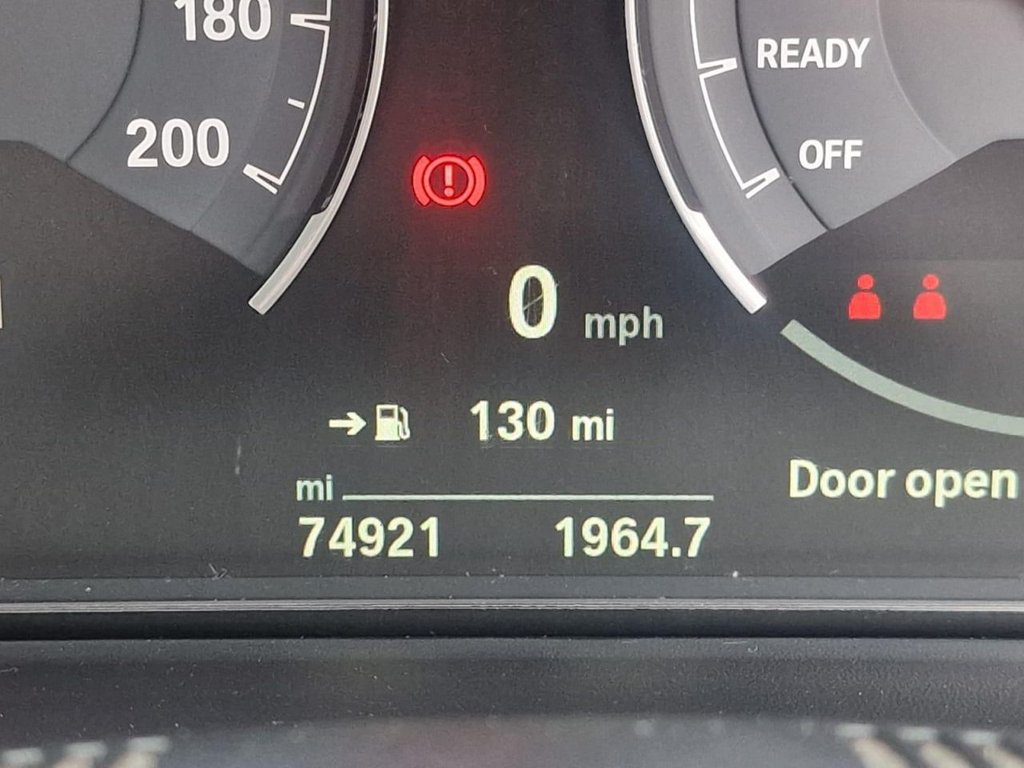 180
200
READY
OFF
0 mph
130 mi
mi
74921 1964.7
Door open